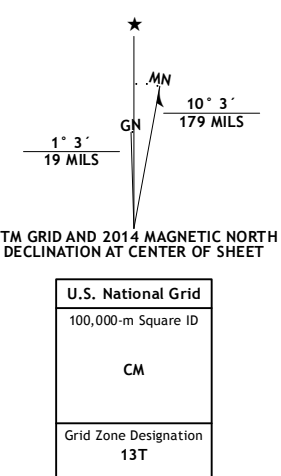 ★
MN
GN
10° 3´
179 MILS
1° 3´
19 MILS
TM GRID AND 2014 MAGNETIC NORTH
DECLINATION AT CENTER OF SHEET
U.S. National Grid
100,000-m Square ID
CM
Grid Zone Designation
13T